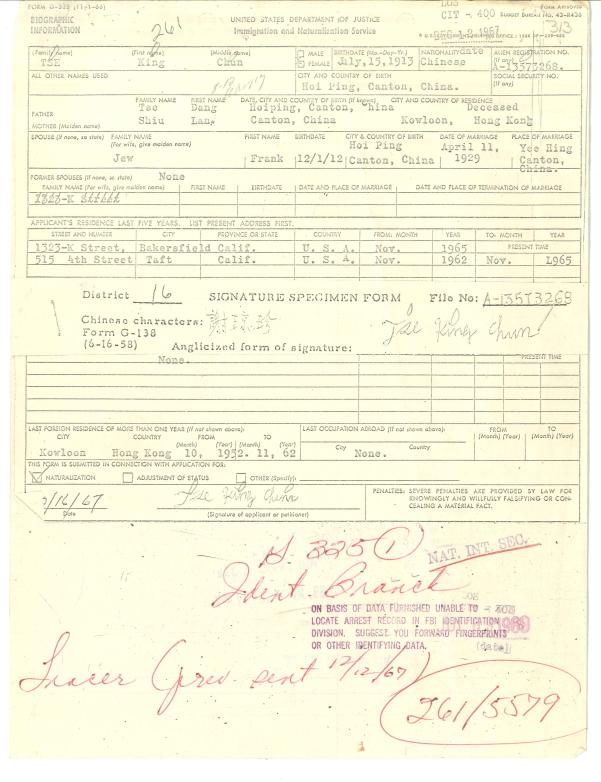 FORM G-325 (11-1-66)
BIOGRAPHIC INFORMATION
UNITED STATES DEPARTMENT OF JUSTICE
Immigration and Naturalization Service
LOS
CIT - 400
FORM APPROVED
BUDGET BUREAU No. 43-R436
261
2
313
DEC 12 1967
(Family name) (First name) (Middle name) MALE FEMALE BIRTHDATE (Mo.-Day-Yr.) NATIONALITY date ALIEN REGISTRATION NO. (If any)
TSE King Chun July, 15, 1913 Chinese A-13573268.
ALL OTHER NAMES USED CITY AND COUNTRY OF BIRTH SOCIAL SECURITY NO. (If any)
Hoi Ping, Canton, China.
FAMILY NAME FIRST NAME DATE, CITY AND COUNTRY OF BIRTH (If known) CITY AND COUNTRY OF RESIDENCE
FATHER Tse Dang Hoiping, Canton, China Deceased
MOTHER (Maiden name) Shiu Lan, Canton, China Kowloon, Hong Kong
SPOUSE (If none, so state) FAMILY NAME (For wife, give maiden name) FIRST NAME BIRTHDATE CITY & COUNTRY OF BIRTH DATE OF MARRIAGE PLACE OF MARRIAGE
Jew Frank 12/1/12 Hoi Ping Canton, China April 11, 1929 Yee Hing Canton, China.
FORMER SPOUSES (If none, so state) None
FAMILY NAME (For wife, give maiden name) FIRST NAME BIRTHDATE DATE AND PLACE OF MARRIAGE DATE AND PLACE OF TERMINATION OF MARRIAGE
APPLICANT'S RESIDENCE LAST FIVE YEARS. LIST PRESENT ADDRESS FIRST.
STREET AND NUMBER CITY PROVINCE OR STATE COUNTRY FROM: MONTH YEAR TO: MONTH YEAR
1323-K Street, Bakersfield Calif. U. S. A. Nov. 1965 PRESENT TIME
515 4th Street Taft Calif. U. S. A. Nov. 1962 Nov. 1965
District 16 SIGNATURE SPECIMEN FORM File No: A-13573268
Chinese characters: 謝琼珍 Tse King Chun
Form G-138
(6-16-58) Anglicized form of signature:
None. PRESENT TIME
LAST FOREIGN RESIDENCE OF MORE THAN ONE YEAR (If not shown above): LAST OCCUPATION ABROAD (If not shown above): FROM (Month) (Year) TO (Month) (Year)
CITY COUNTRY FROM (Month) (Year) TO (Month) (Year)
Kowloon Hong Kong 10, 1952. 11, 62 City Country None.
THIS FORM IS SUBMITTED IN CONNECTION WITH APPLICATION FOR:
NATURALIZATION ADJUSTMENT OF STATUS OTHER (Specify):
/16/67 Tse King Chun
Date (Signature of applicant or petitioner)
PENALTIES: SEVERE PENALTIES ARE PROVIDED BY LAW FOR KNOWINGLY AND WILLFULLY FALSIFYING OR CONCEALING A MATERIAL FACT.
NAT. INT. SEC.
325 1
Ident Branch
ON BASIS OF DATA FURNISHED UNABLE TO
LOCATE ARREST RECORD IN FBI IDENTIFICATION
DIVISION. SUGGEST YOU FORWARD FINGERPRINTS
OR OTHER IDENTIFYING DATA. (date)
Tracer prev. sent 12/12/67
261/5579